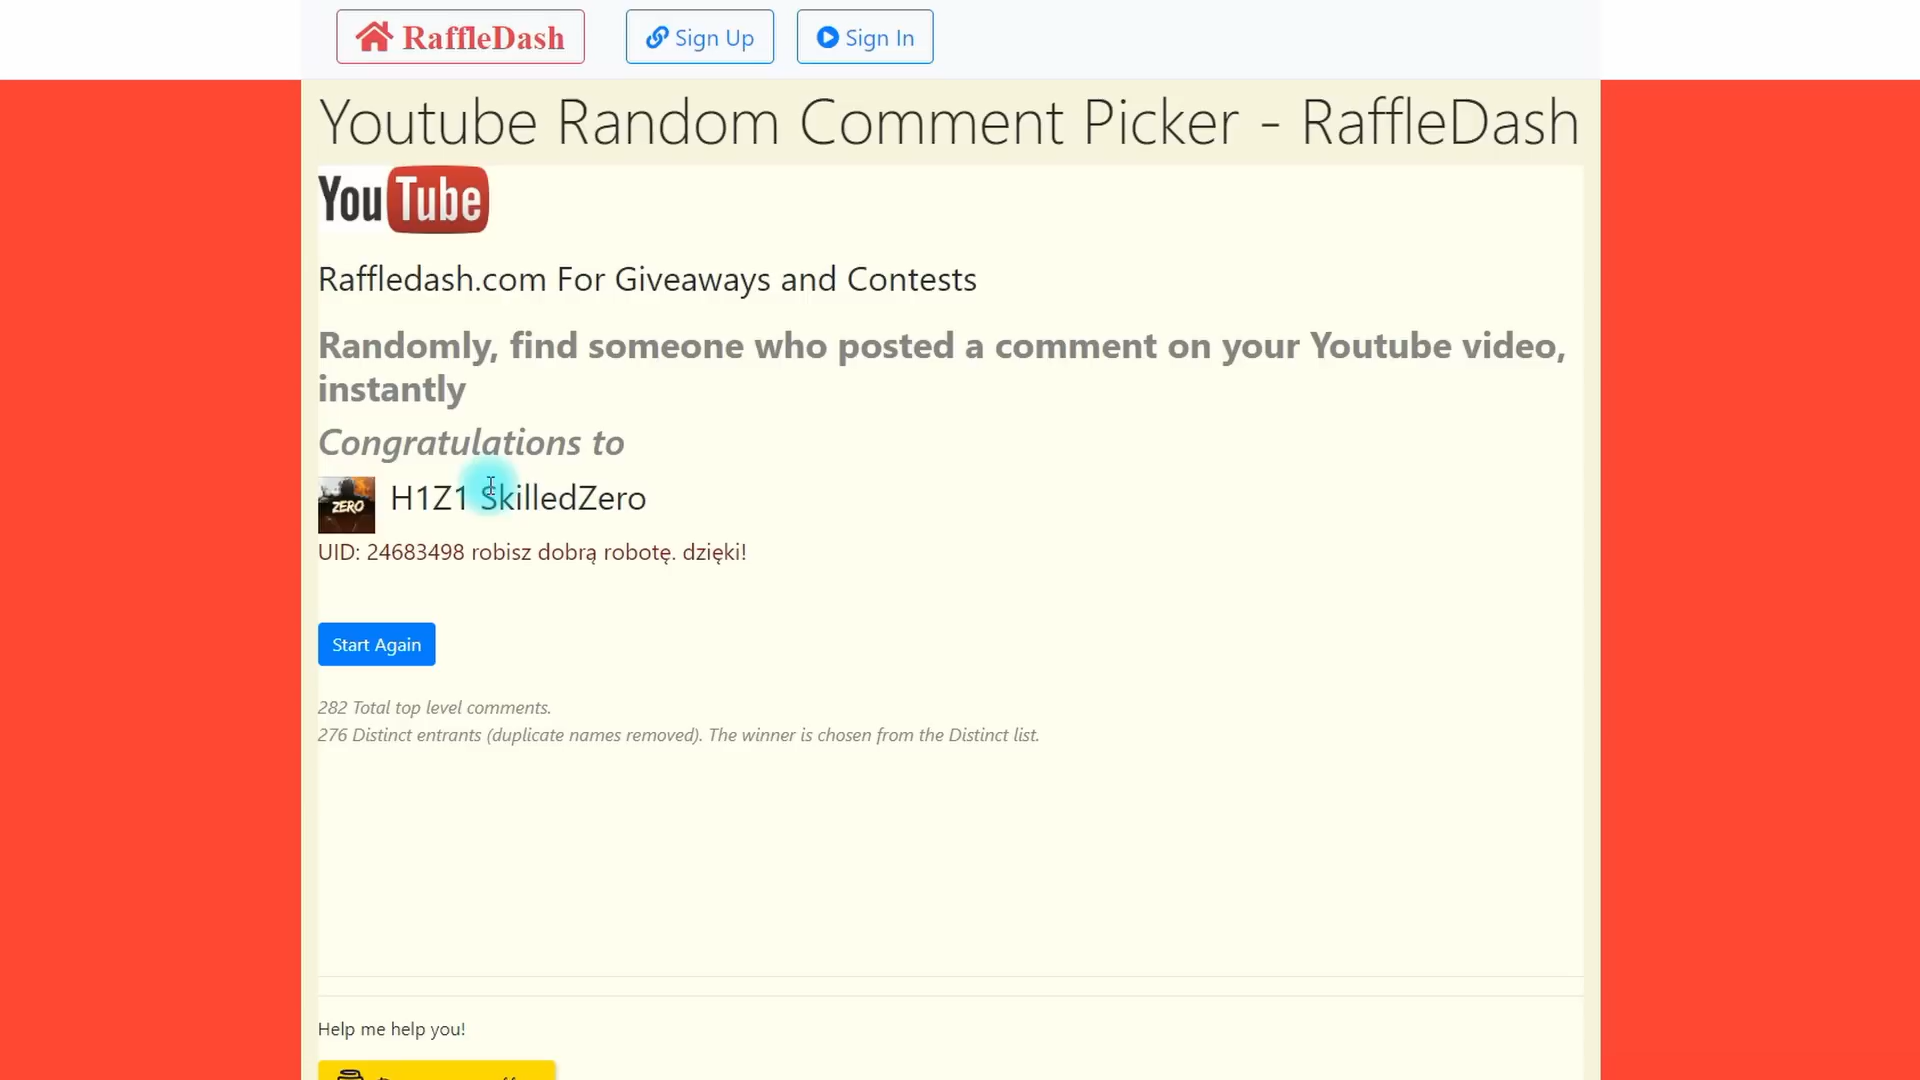 RaffleDash Sign Up Sign In
Youtube Random Comment Picker - RaffleDash
YouTube
Raffledash.com For Giveaways and Contests
Randomly, find someone who posted a comment on your Youtube video,
instantly
Congratulations to
ZERO H1Z1 SkilledZero
UID: 24683498 robisz dobrą robotę. dzięki!
Start Again
282 Total top level comments.
276 Distinct entrants (duplicate names removed). The winner is chosen from the Distinct list.
Help me help you!